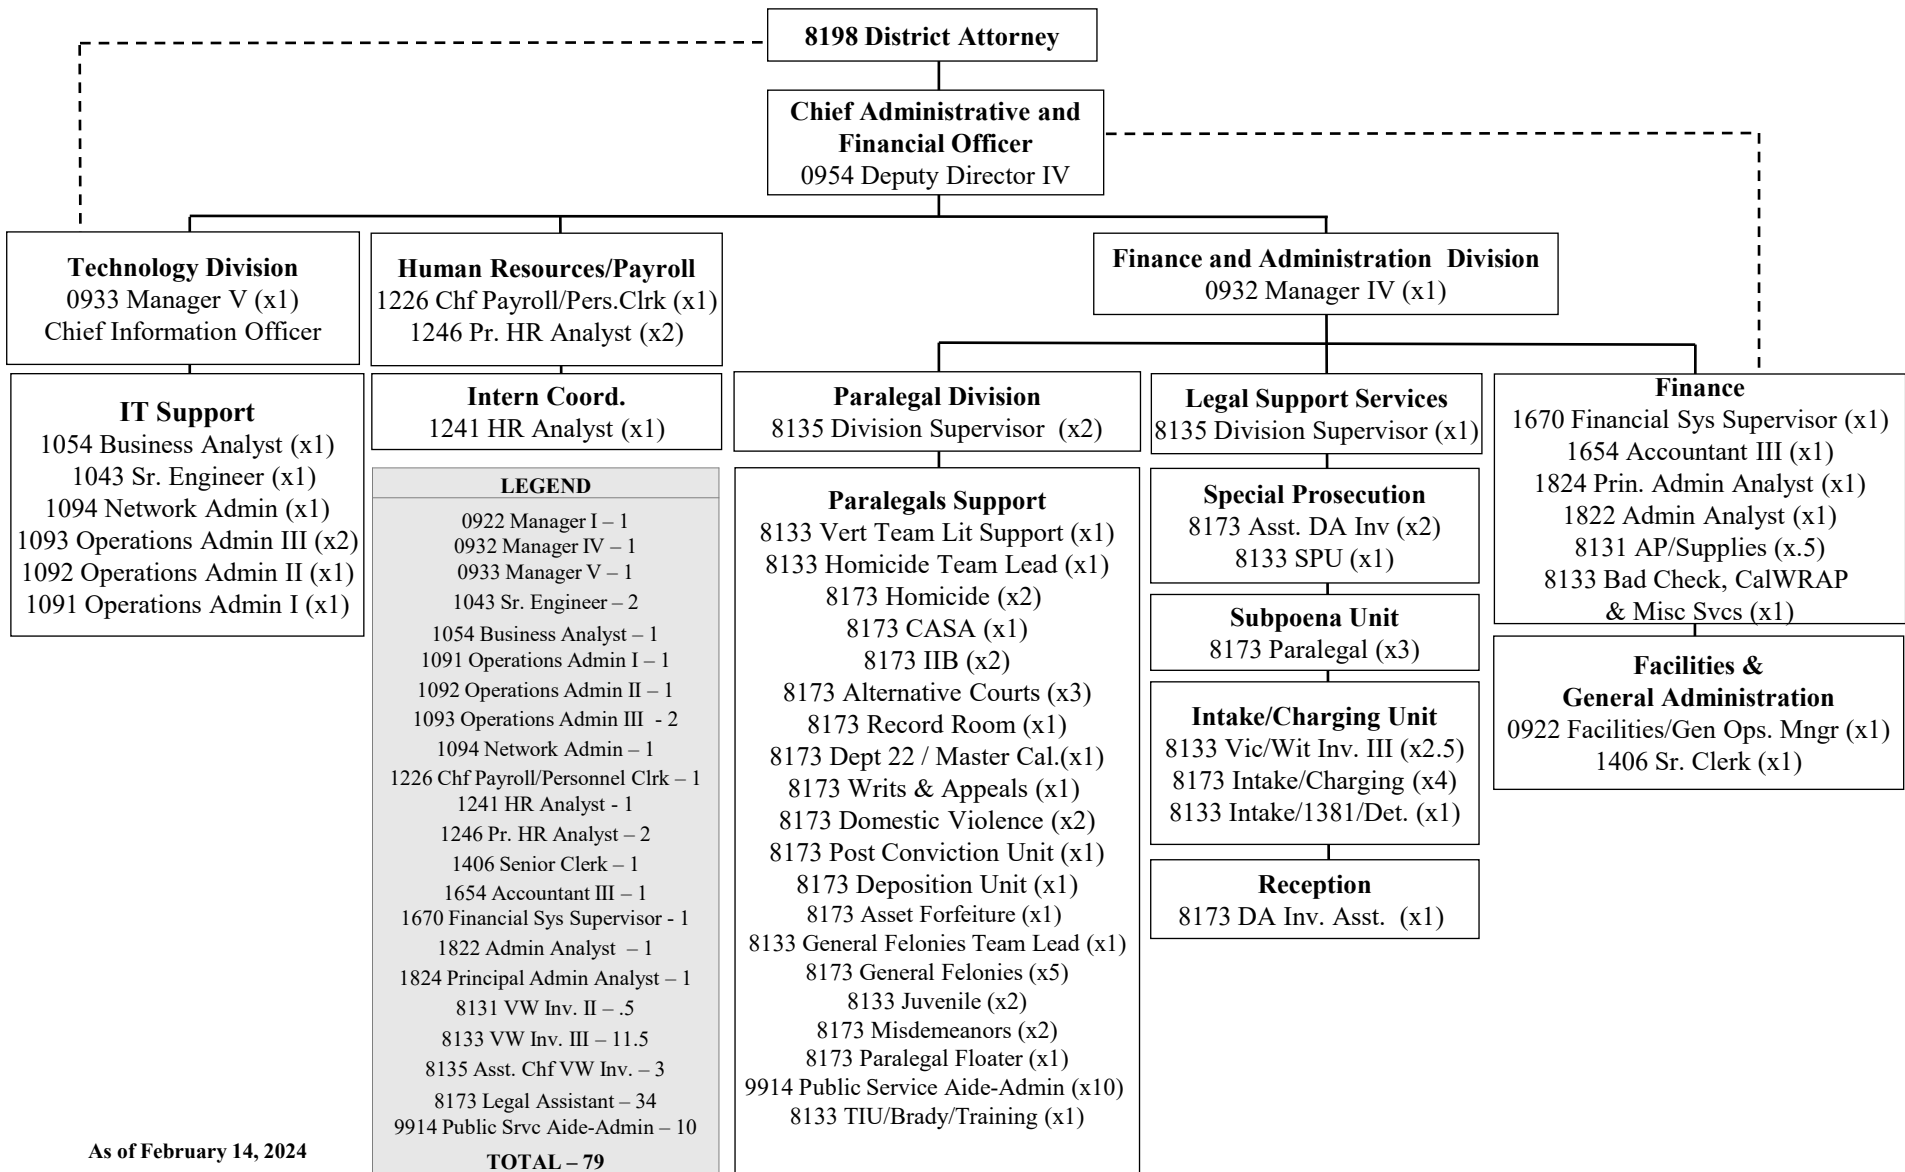 8198 District Attorney
Chief Administrative and
Financial Officer
0954 Deputy Director IV
Technology Division
0933 Manager V (x1)
Chief Information Officer
IT Support
1054 Business Analyst (x1)
1043 Sr. Engineer (x1)
1094 Network Admin (x1)
1093 Operations Admin III (x2)
1092 Operations Admin II (x1)
1091 Operations Admin I (x1)
Human Resources/Payroll
1226 Chf Payroll/Pers.Clrk (x1)
1246 Pr. HR Analyst (x2)
Intern Coord.
1241 HR Analyst (x1)
LEGEND
0922 Manager I – 1
0932 Manager IV – 1
0933 Manager V – 1
1043 Sr. Engineer – 2
1054 Business Analyst – 1
1091 Operations Admin I – 1
1092 Operations Admin II – 1
1093 Operations Admin III - 2
1094 Network Admin – 1
1226 Chf Payroll/Personnel Clrk – 1
1241 HR Analyst - 1
1246 Pr. HR Analyst – 2
1406 Senior Clerk – 1
1654 Accountant III – 1
1670 Financial Sys Supervisor - 1
1822 Admin Analyst – 1
1824 Principal Admin Analyst – 1
8131 VW Inv. II – .5
8133 VW Inv. III – 11.5
8135 Asst. Chf VW Inv. – 3
8173 Legal Assistant – 34
9914 Public Srvc Aide-Admin – 10
TOTAL – 79
Finance and Administration Division
0932 Manager IV (x1)
Paralegal Division
8135 Division Supervisor (x2)
Paralegals Support
8133 Vert Team Lit Support (x1)
8133 Homicide Team Lead (x1)
8173 Homicide (x2)
8173 CASA (x1)
8173 IIB (x2)
8173 Alternative Courts (x3)
8173 Record Room (x1)
8173 Dept 22 / Master Cal.(x1)
8173 Writs & Appeals (x1)
8173 Domestic Violence (x2)
8173 Post Conviction Unit (x1)
8173 Deposition Unit (x1)
8173 Asset Forfeiture (x1)
8133 General Felonies Team Lead (x1)
8173 General Felonies (x5)
8133 Juvenile (x2)
8173 Misdemeanors (x2)
8173 Paralegal Floater (x1)
9914 Public Service Aide-Admin (x10)
8133 TIU/Brady/Training (x1)
Legal Support Services
8135 Division Supervisor (x1)
Special Prosecution
8173 Asst. DA Inv (x2)
8133 SPU (x1)
Subpoena Unit
8173 Paralegal (x3)
Intake/Charging Unit
8133 Vic/Wit Inv. III (x2.5)
8173 Intake/Charging (x4)
8133 Intake/1381/Det. (x1)
Reception
8173 DA Inv. Asst. (x1)
Finance
1670 Financial Sys Supervisor (x1)
1654 Accountant III (x1)
1824 Prin. Admin Analyst (x1)
1822 Admin Analyst (x1)
8131 AP/Supplies (x.5)
8133 Bad Check, CalWRAP
& Misc Svcs (x1)
Facilities &
General Administration
0922 Facilities/Gen Ops. Mngr (x1)
1406 Sr. Clerk (x1)
As of February 14, 2024